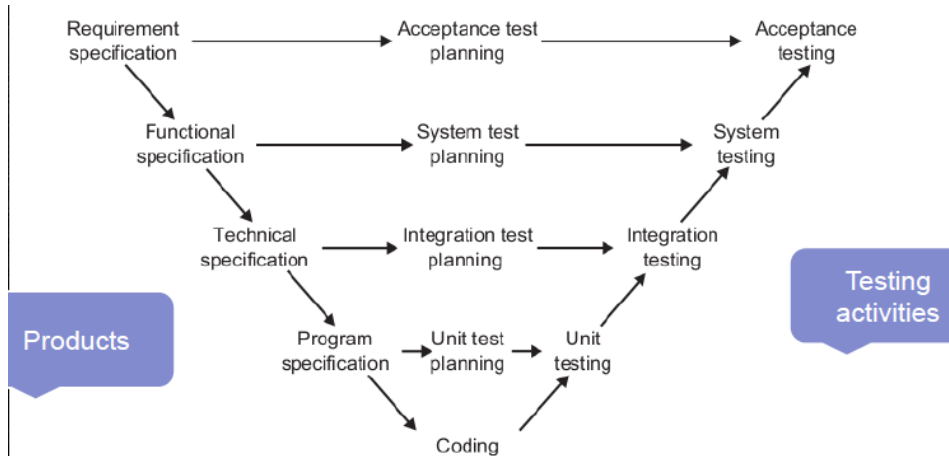 Requirement
specification
Acceptance test
planning
Acceptance
testing
Functional
specification
System test
planning
System
testing
Technical
specification
Integration test
planning
Integration
testing
Testing
activities
Products
Program
specification
Unit test
planning
Unit
testing
Coding